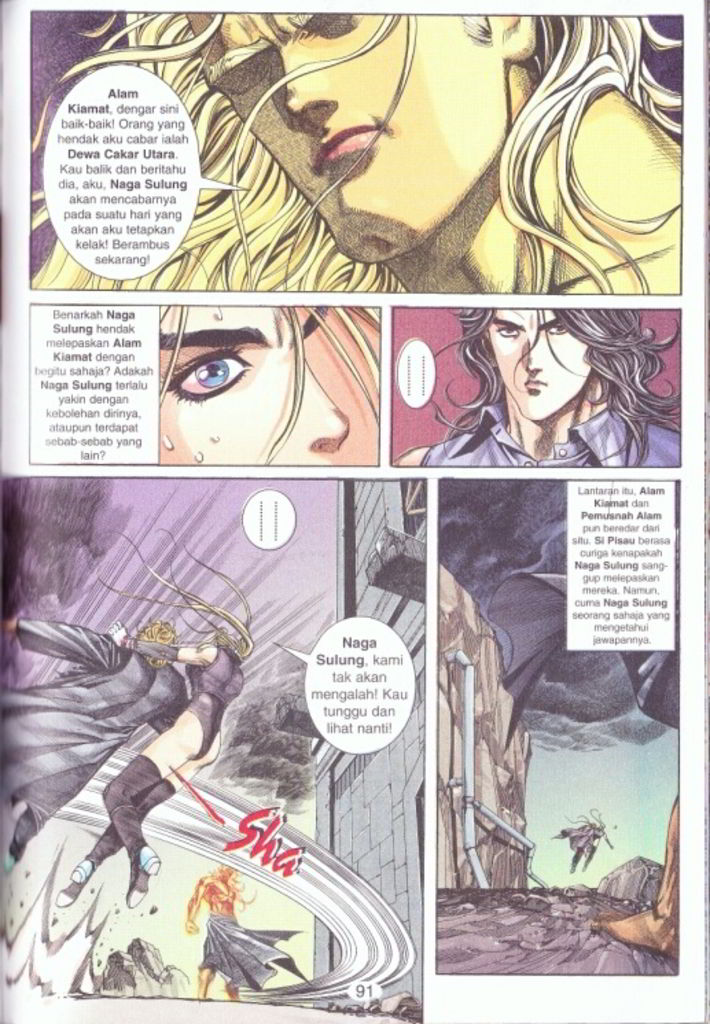 Alam
Kiamat, dengar sini
baik-baik! Orang yang
hendak aku cabar ialah
Dewa Cakar Utara.
Kau balik dan beritahu
dia, aku, Naga Sulung
akan mencabarnya
pada suatu hari yang
akan aku tetapkan
kelak! Berambus
sekarang!
Benarkah Naga
Sulung hendak
melepaskan Alam
Kiamat dengan
begitu sahaja? Adakah
Naga Sulung terlalu
yakin dengan
kebolehan dirinya,
ataupun terdapat
sebab-sebab yang
lain?
Naga
Sulung, kami
tak akan
mengalah! Kau
tunggu dan
lihat nanti!
Sha
Lantaran itu, Alam
Kiamat dan
Pemusnah Alam
pun beredar dari
situ. Si Pisau berasa
curiga kenapakah
Naga Sulung sang-
gup melepaskan
mereka. Namun,
cuma Naga Sulung
seorang sahaja yang
mengetahui
jawapannya.
91